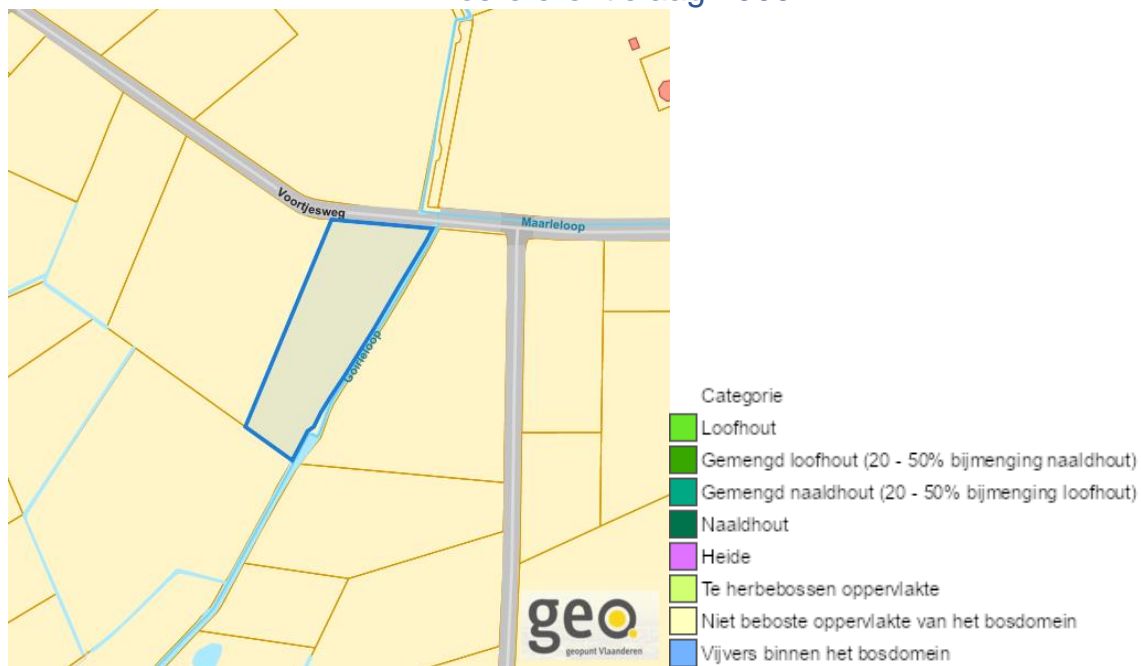 Voortjesweg
Maarleloop
Goirleloop
Categorie
Loofhout
Gemengd loofhout (20 - 50% bijmenging naaldhout)
Gemengd naaldhout (20 - 50% bijmenging loofhout)
Naaldhout
Heide
Te herbebossen oppervlakte
Niet beboste oppervlakte van het bosdomein
Vijvers binnen het bosdomein
geo
geopunt Vlaanderen